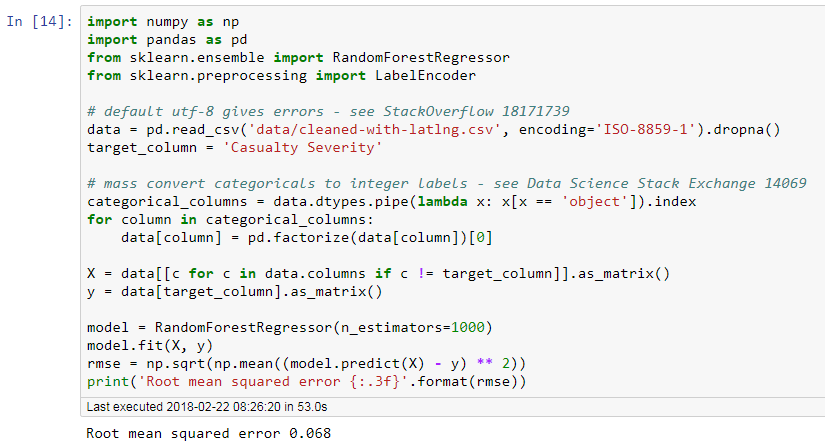 In [14]:
import numpy as np
import pandas as pd
from sklearn.ensemble import RandomForestRegressor
from sklearn.preprocessing import LabelEncoder

# default utf-8 gives errors - see StackOverflow 18171739
data = pd.read_csv('data/cleaned-with-latlng.csv', encoding='ISO-8859-1').dropna()
target_column = 'Casualty Severity'

# mass convert categoricals to integer labels - see Data Science Stack Exchange 14069
categorical_columns = data.dtypes.pipe(lambda x: x[x == 'object']).index
for column in categorical_columns:
    data[column] = pd.factorize(data[column])[0]

X = data[[c for c in data.columns if c != target_column]].as_matrix()
y = data[target_column].as_matrix()

model = RandomForestRegressor(n_estimators=1000)
model.fit(X, y)
rmse = np.sqrt(np.mean((model.predict(X) - y) ** 2))
print('Root mean squared error {:.3f}'.format(rmse))
Last executed 2018-02-22 08:26:20 in 53.0s
Root mean squared error 0.068